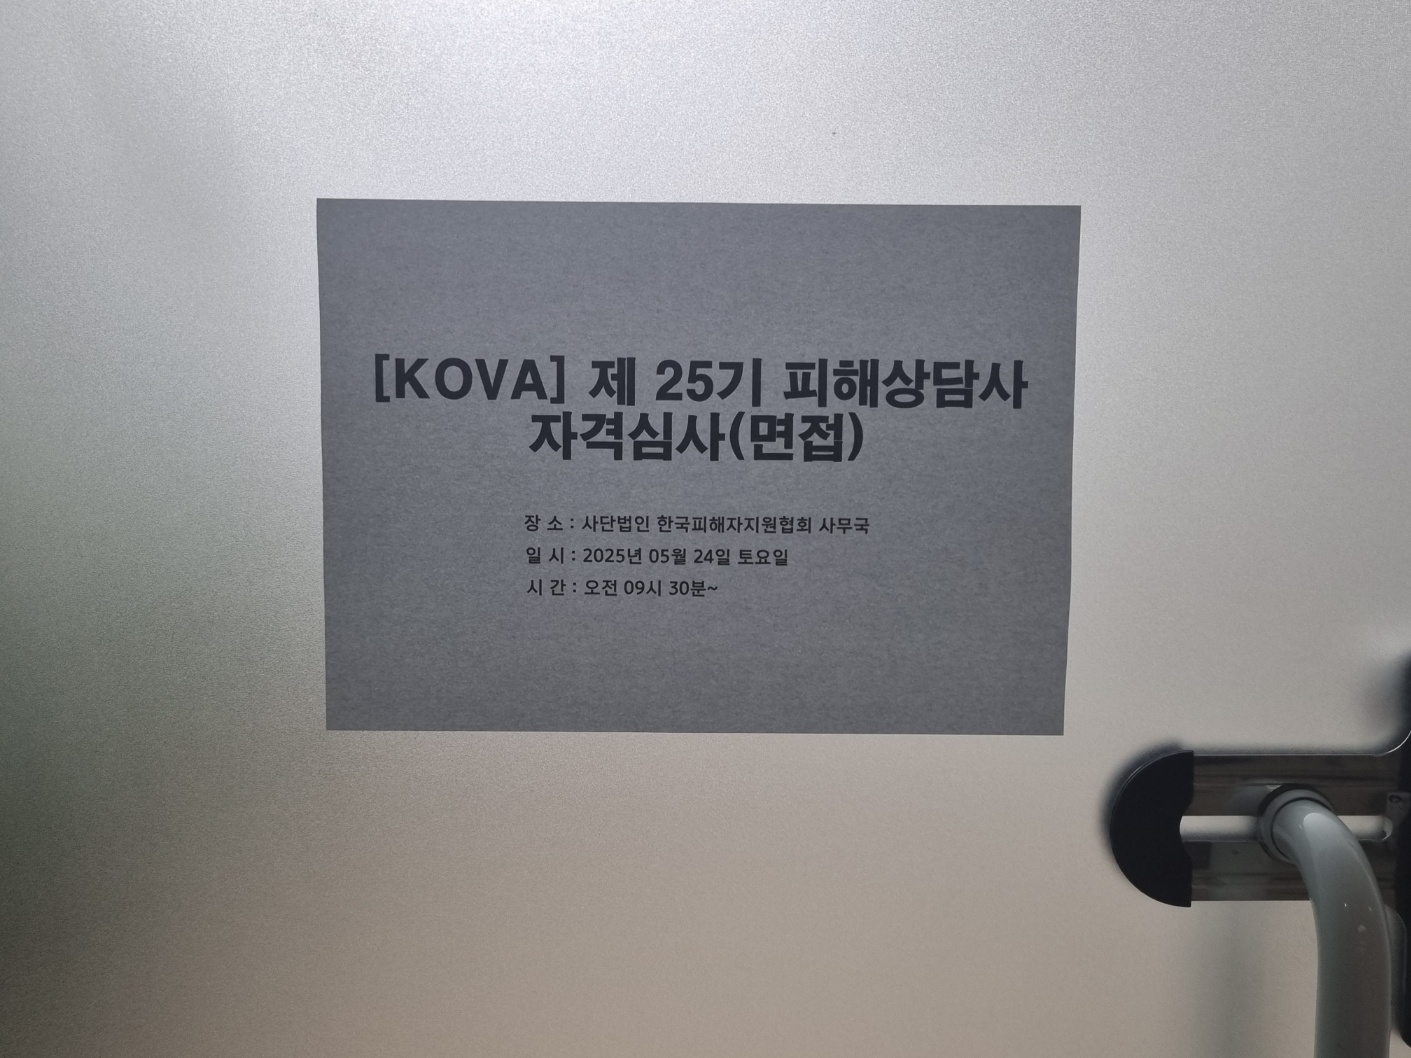 [KOVA] 제 25기 피해상담사
자격심사(면접)
장 소 : 사단법인 한국피해자지원협회 사무국
일 시 : 2025년 05월 24일 토요일
시 간 : 오전 09시 30분~